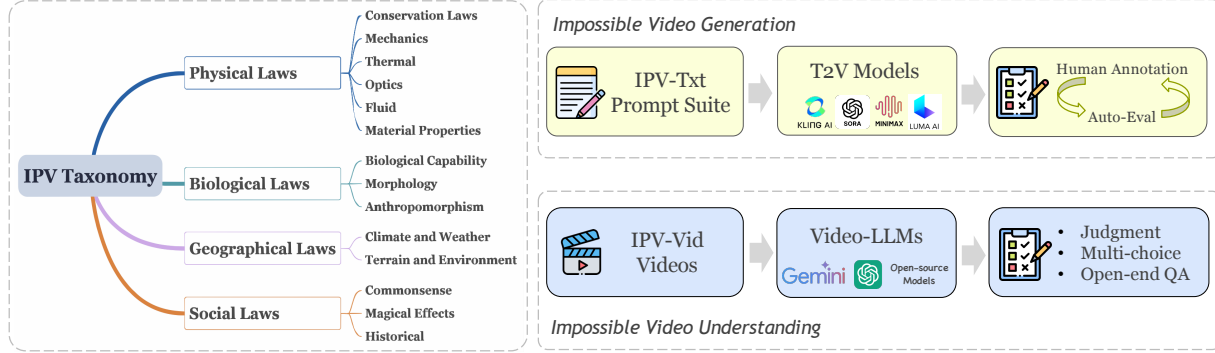 IPV Taxonomy
Physical Laws
Conservation Laws
Mechanics
Thermal
Optics
Fluid
Material Properties
Biological Laws
Biological Capability
Morphology
Anthropomorphism
Geographical Laws
Climate and Weather
Terrain and Environment
Social Laws
Commonsense
Magical Effects
Historical
Impossible Video Generation
IPV-Txt
Prompt Suite
T2V Models
KLING AI
SORA
MINIMAX
LUMA AI
Human Annotation
Auto-Eval
IPV-Vid
Videos
Video-LLMs
Gemini
Open-source
Models
• Judgment
• Multi-choice
• Open-end QA
Impossible Video Understanding